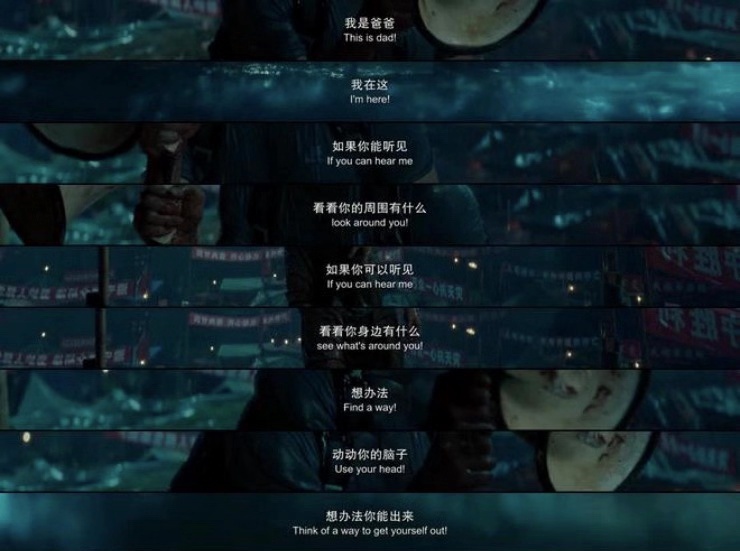 我是爸爸
This is dad!
我在这
I'm here!
如果你能听见
If you can hear me
看看你的周围有什么
look around you!
如果你可以听见
If you can hear me
看看你身边有什么
see what's around you!
想办法
Find a way!
动动你的脑子
Use your head!
想办法你能出来
Think of a way to get yourself out!